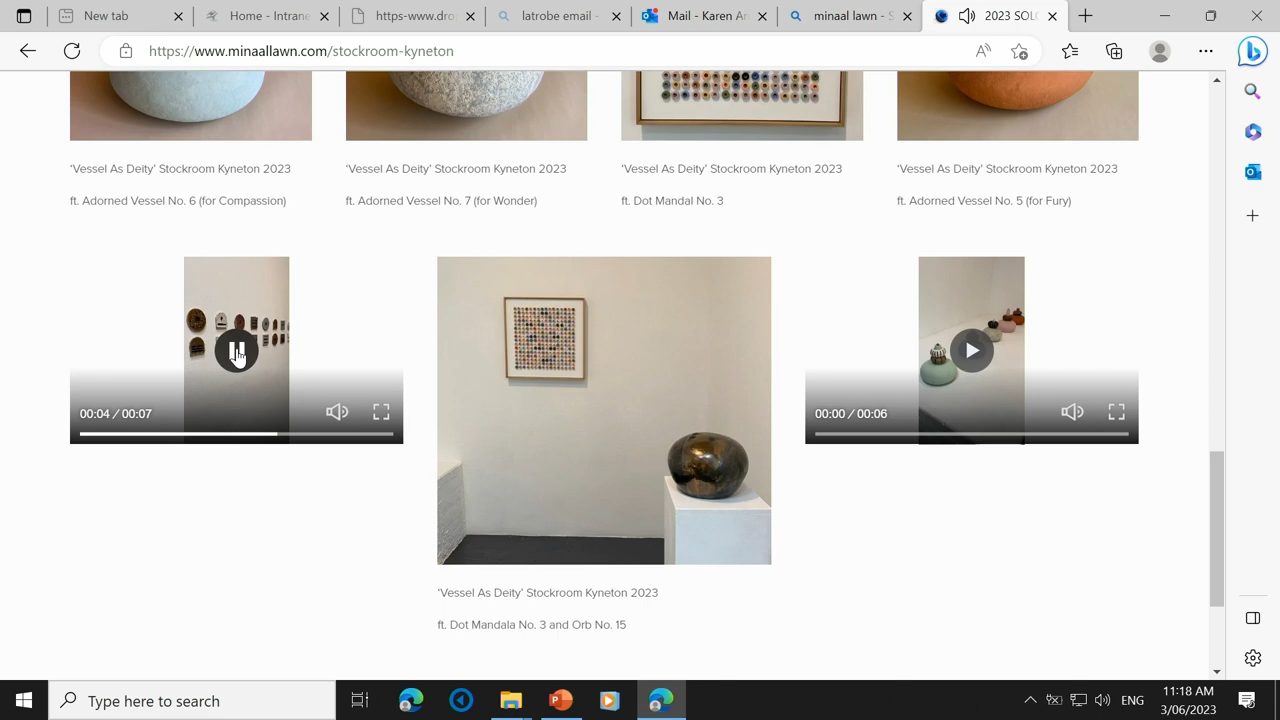 New tab
Kyneton - Intrane
https-www.dro
latrobe email -
Mail - Karen An
minaal lawn - S
2023 SOLO
https://www.minaallawn.com/stockroom-kyneton
'Vessel As Deity' Stockroom Kyneton 2023
ft. Adorned Vessel No. 6 (for Compassion)
'Vessel As Deity' Stockroom Kyneton 2023
ft. Adorned Vessel No. 7 (for Wonder)
'Vessel As Deity' Stockroom Kyneton 2023
ft. Dot Mandal No. 3
'Vessel As Deity' Stockroom Kyneton 2023
ft. Adorned Vessel No. 5 (for Fury)
00:04 / 00:07
00:00 / 00:06
'Vessel As Deity' Stockroom Kyneton 2023
ft. Dot Mandala No. 3 and Orb No. 15
Type here to search
ENG
11:18 AM
3/06/2023